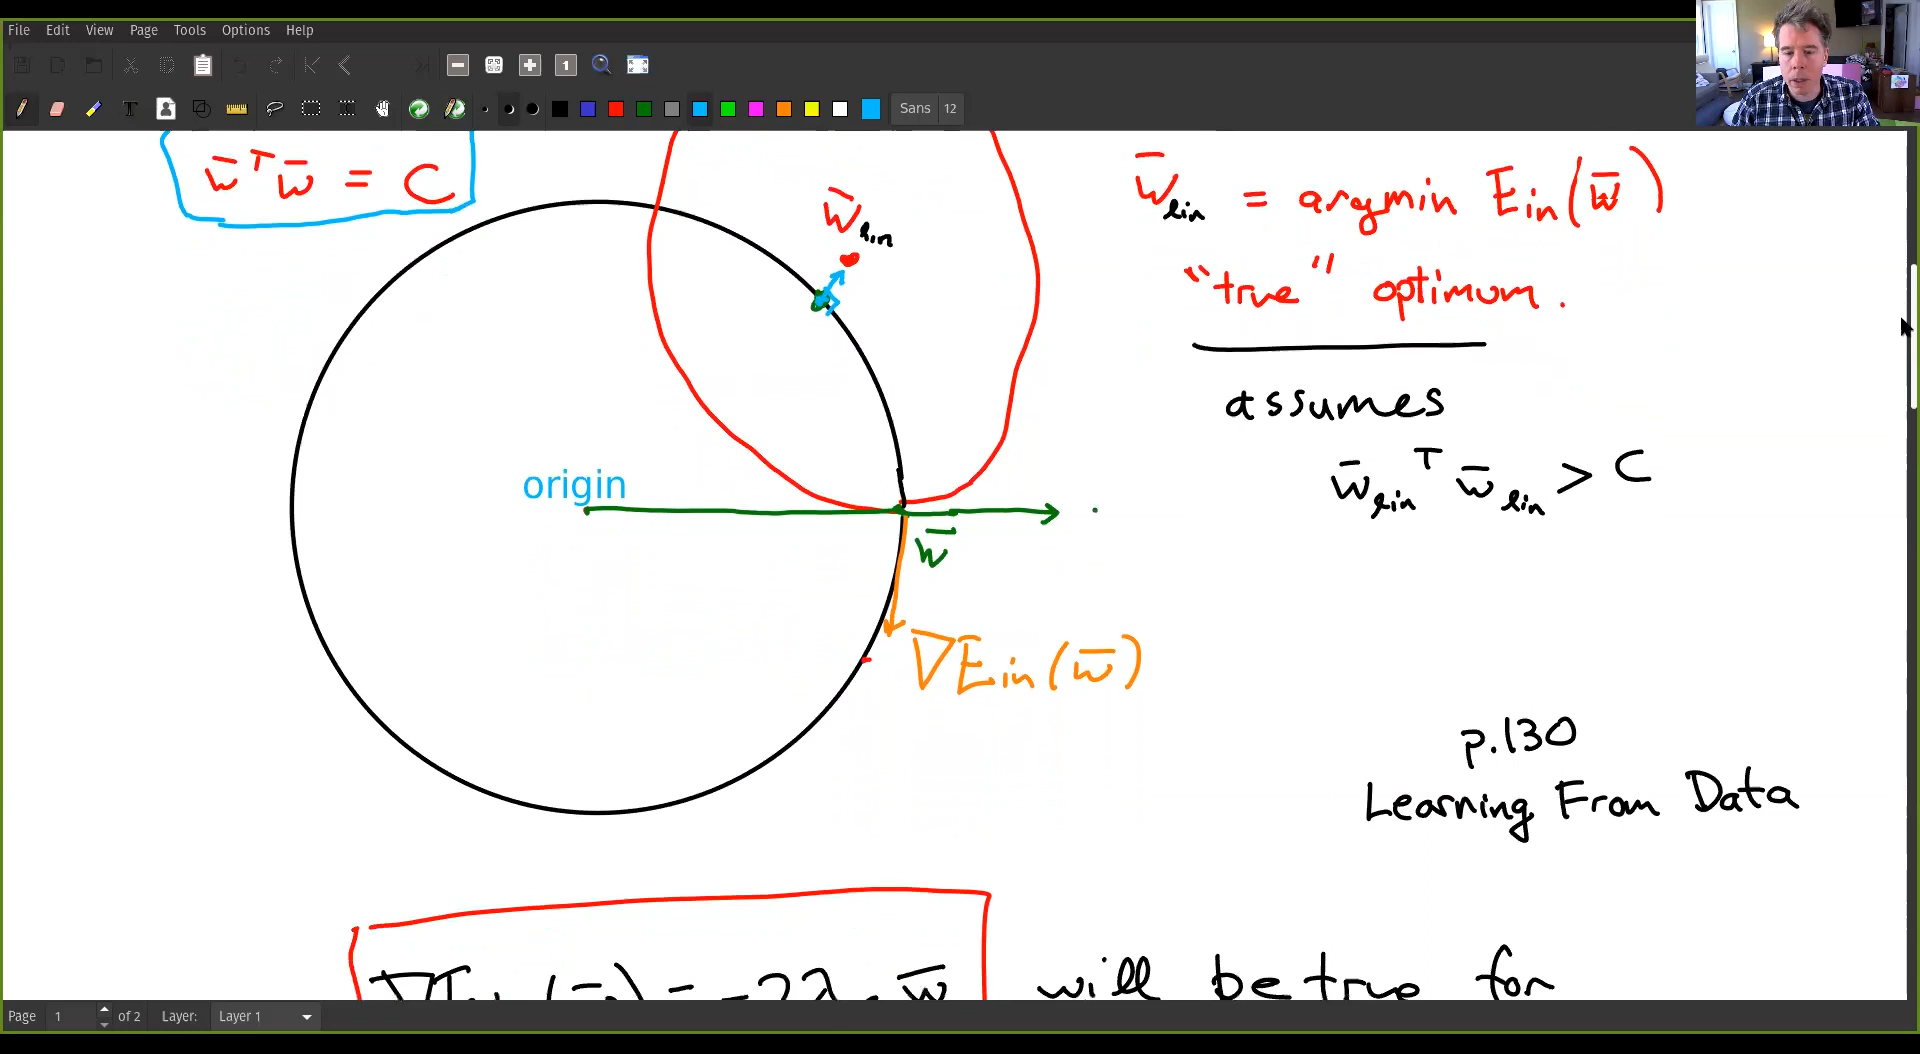 File Edit View Page Tools Options Help
Sans 12
w̄ᵀw̄ = C
w̄lin
w̄lin = argmin Ein(w̄)
"true" optimum.
assumes
w̄linᵀ w̄lin > C
origin
w̄
∇Ein(w̄)
p.130
Learning From Data
will be true for
Page 1 of 2 Layer: Layer 1